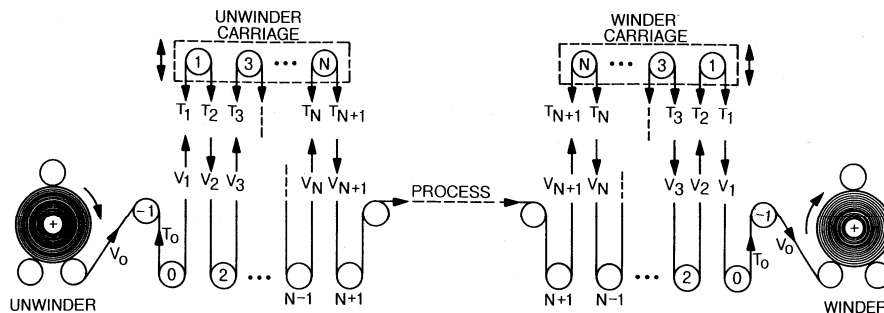 UNWINDER CARRIAGE
1 3 ••• N
T1 T2 T3 TN TN+1
V1 V2 V3 VN VN+1
+
-1
V0 T0
0 2 ••• N-1 N+1
UNWINDER
PROCESS
WINDER CARRIAGE
N ••• 3 1
TN+1 TN T3 T2 T1
VN+1 VN V3 V2 V1
-1
T0 V0
+
N+1 N-1 ••• 2 0
WINDER